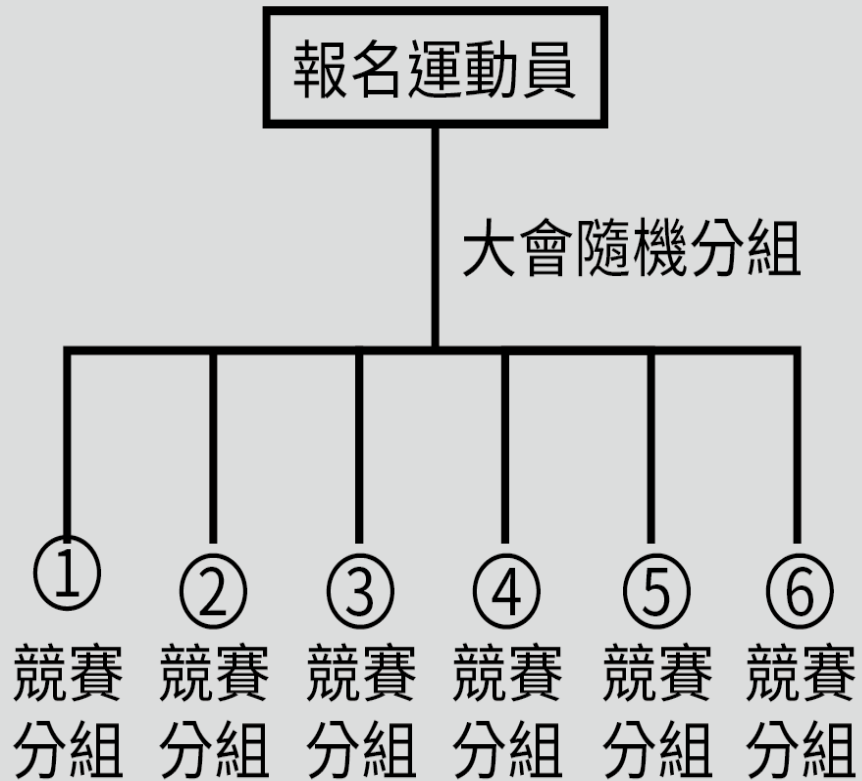 報名運動員
大會隨機分組
① ② ③ ④ ⑤ ⑥
競賽 競賽 競賽 競賽 競賽 競賽
分組 分組 分組 分組 分組 分組